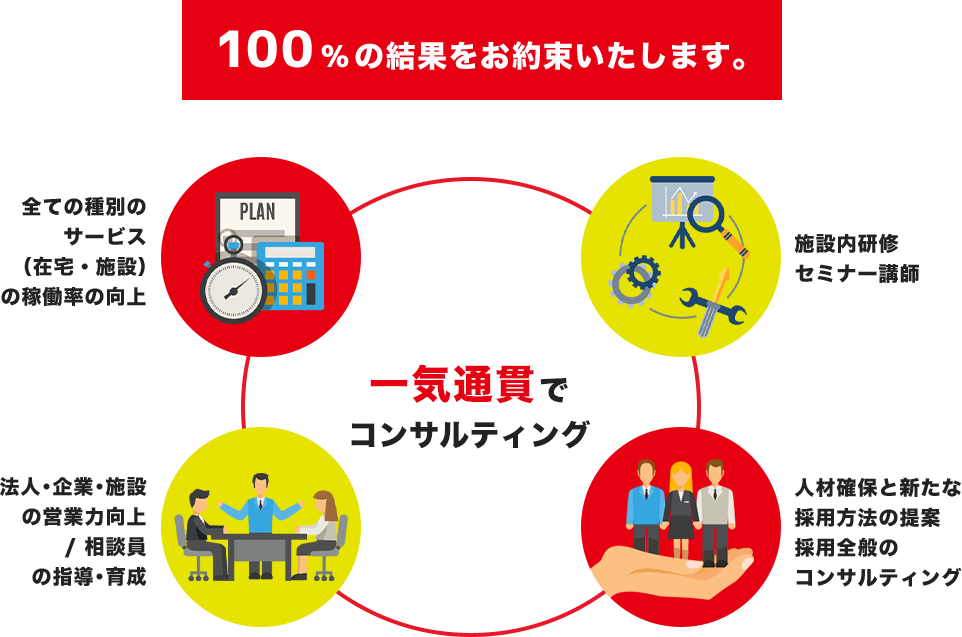 100%の結果をお約束いたします。
全ての種別の
サービス
（在宅・施設）
の稼働率の向上
PLAN
施設内研修
セミナー講師
一気通貫で
コンサルティング
法人・企業・施設
の営業力向上
/ 相談員
の指導・育成
人材確保と新たな
採用方法の提案
採用全般の
コンサルティング